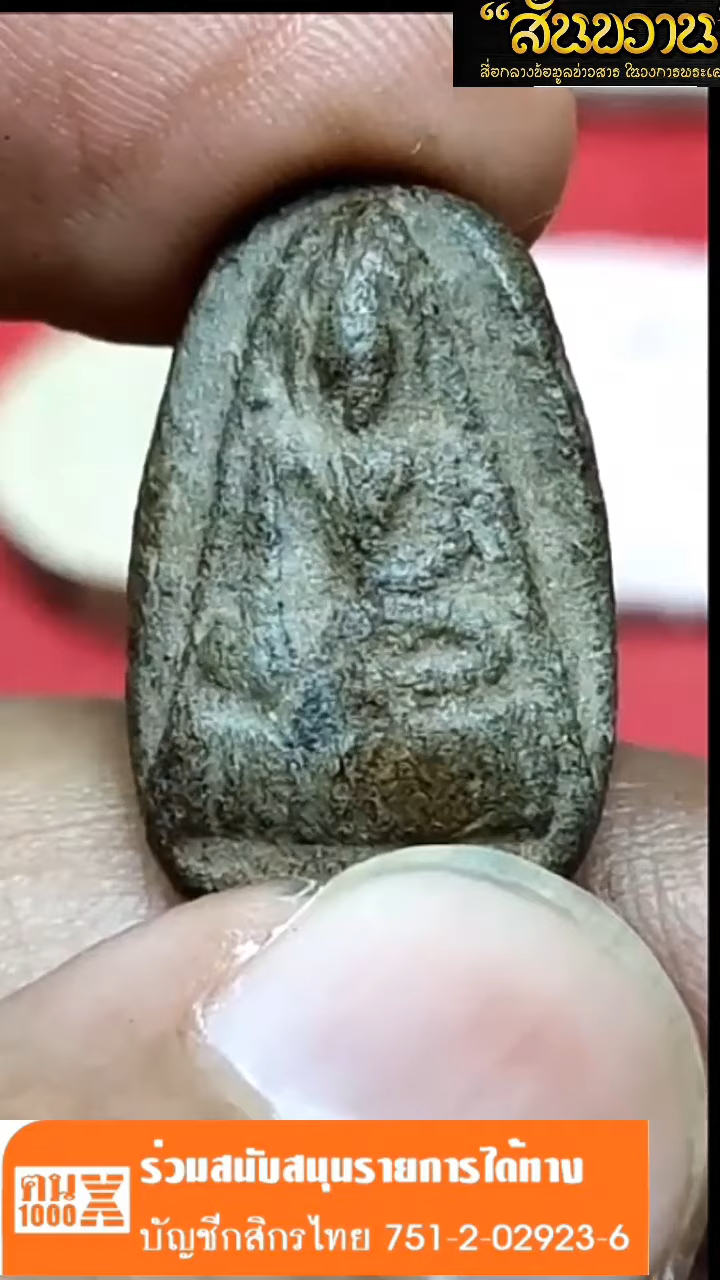 “สันขวาน
สื่อกลางข้อมูลข่าวสาร ในวงการพระเค
ร่วมสนับสนุนรายการได้ทาง
ฅน
1000
X
บัญชีกสิกรไทย 751-2-02923-6